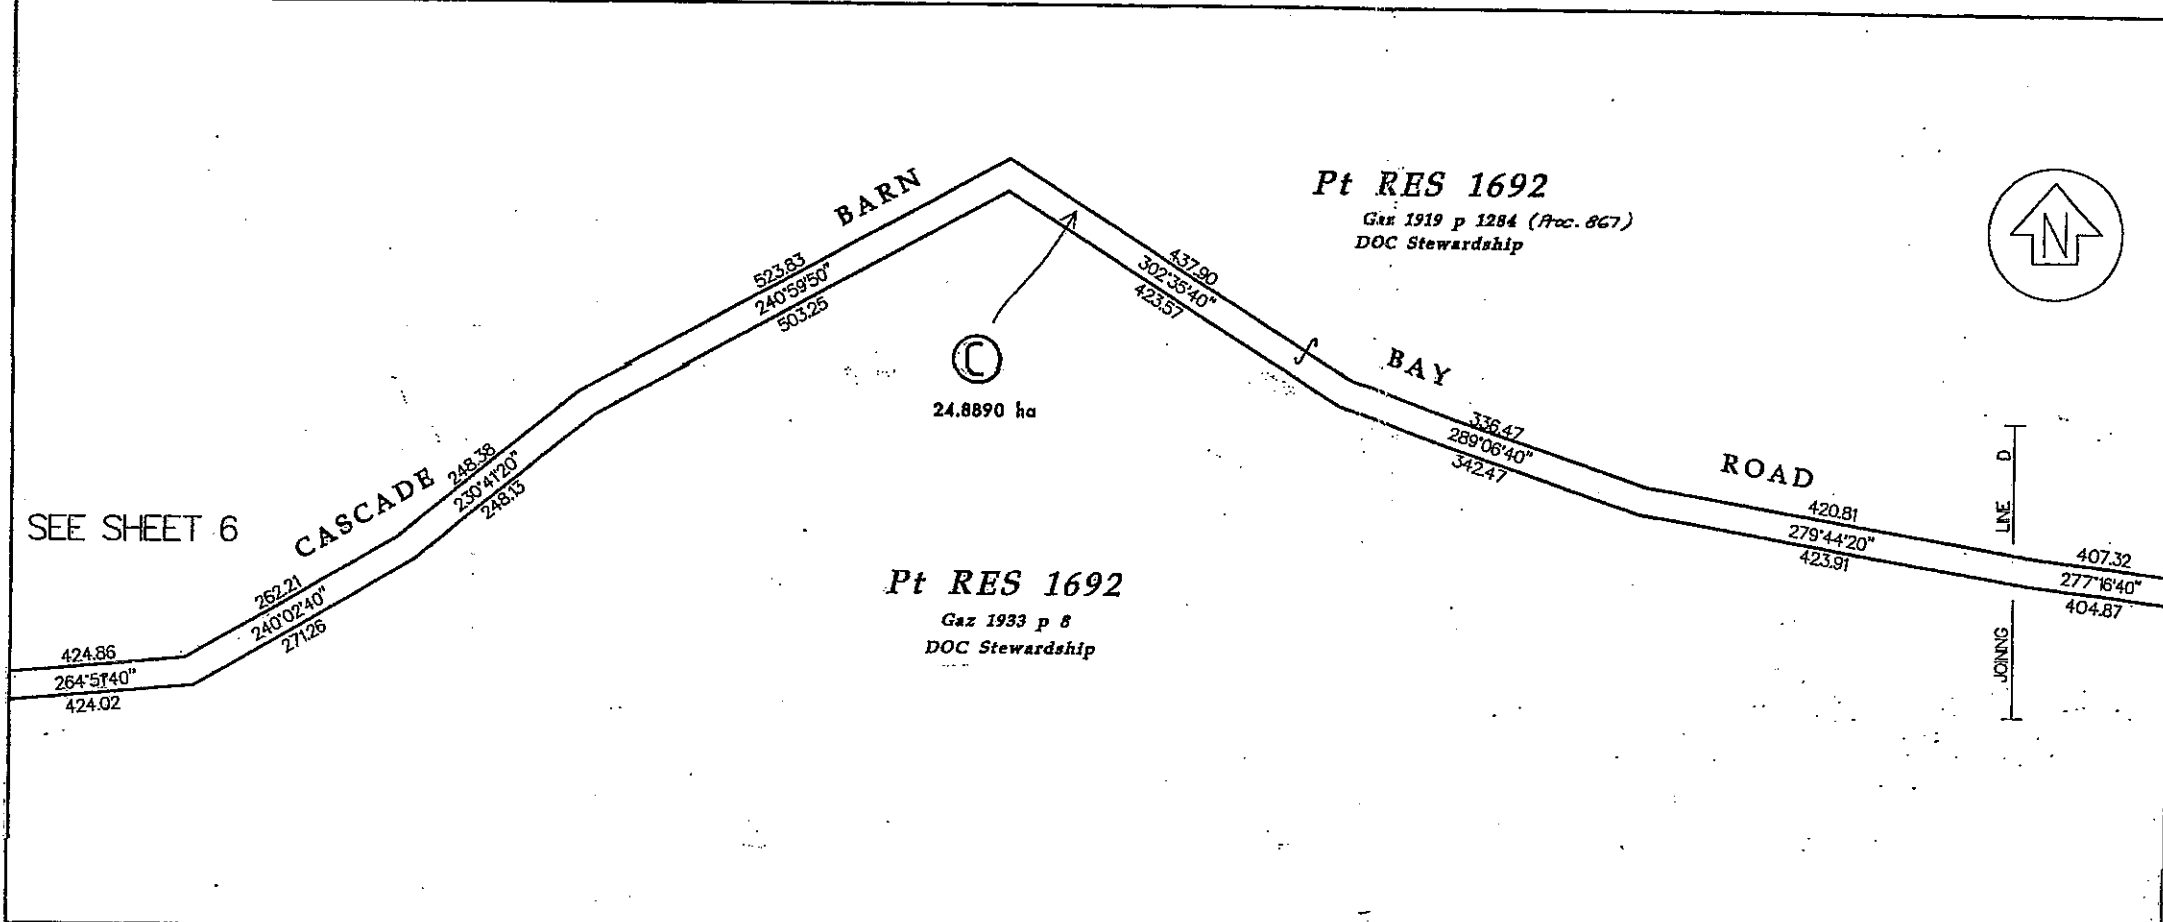 Pt RES 1692
Gaz 1919 p 1284 (Proc. 867)
DOC Stewardship
N
BARN
523.83
240°59'50"
503.25
437.90
302°35'40"
423.57
C
24.8890 ha
BAY
336.47
289°06'40"
342.47
ROAD
420.81
279°44'20"
423.91
LINE D
JOINING
407.32
277°16'40"
404.87
SEE SHEET 6
CASCADE
248.38
230°41'20"
248.13
262.21
240°02'40"
271.26
424.86
264°51'40"
424.02
Pt RES 1692
Gaz 1933 p 8
DOC Stewardship